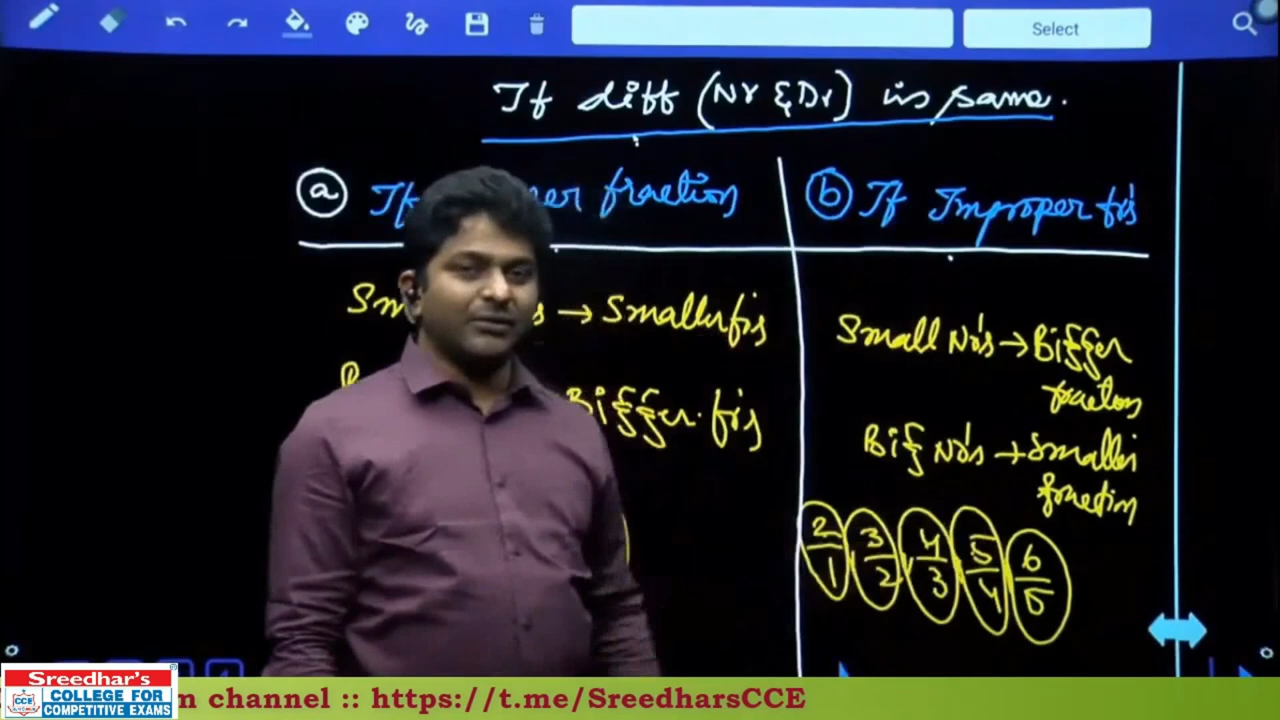 Select
If diff (Nr & Dr) is same.
a If er fraction
b If Improper fr's
Sm s → Smaller fr's
Bigger fr's
Small No's → Bigger
fraction
Big No's → Smaller
fraction
2/1 3/2 4/3 5/4 6/5
Sreedhar's
CCE
COLLEGE FOR
COMPETITIVE EXAMS
n channel :: https://t.me/SreedharsCCE